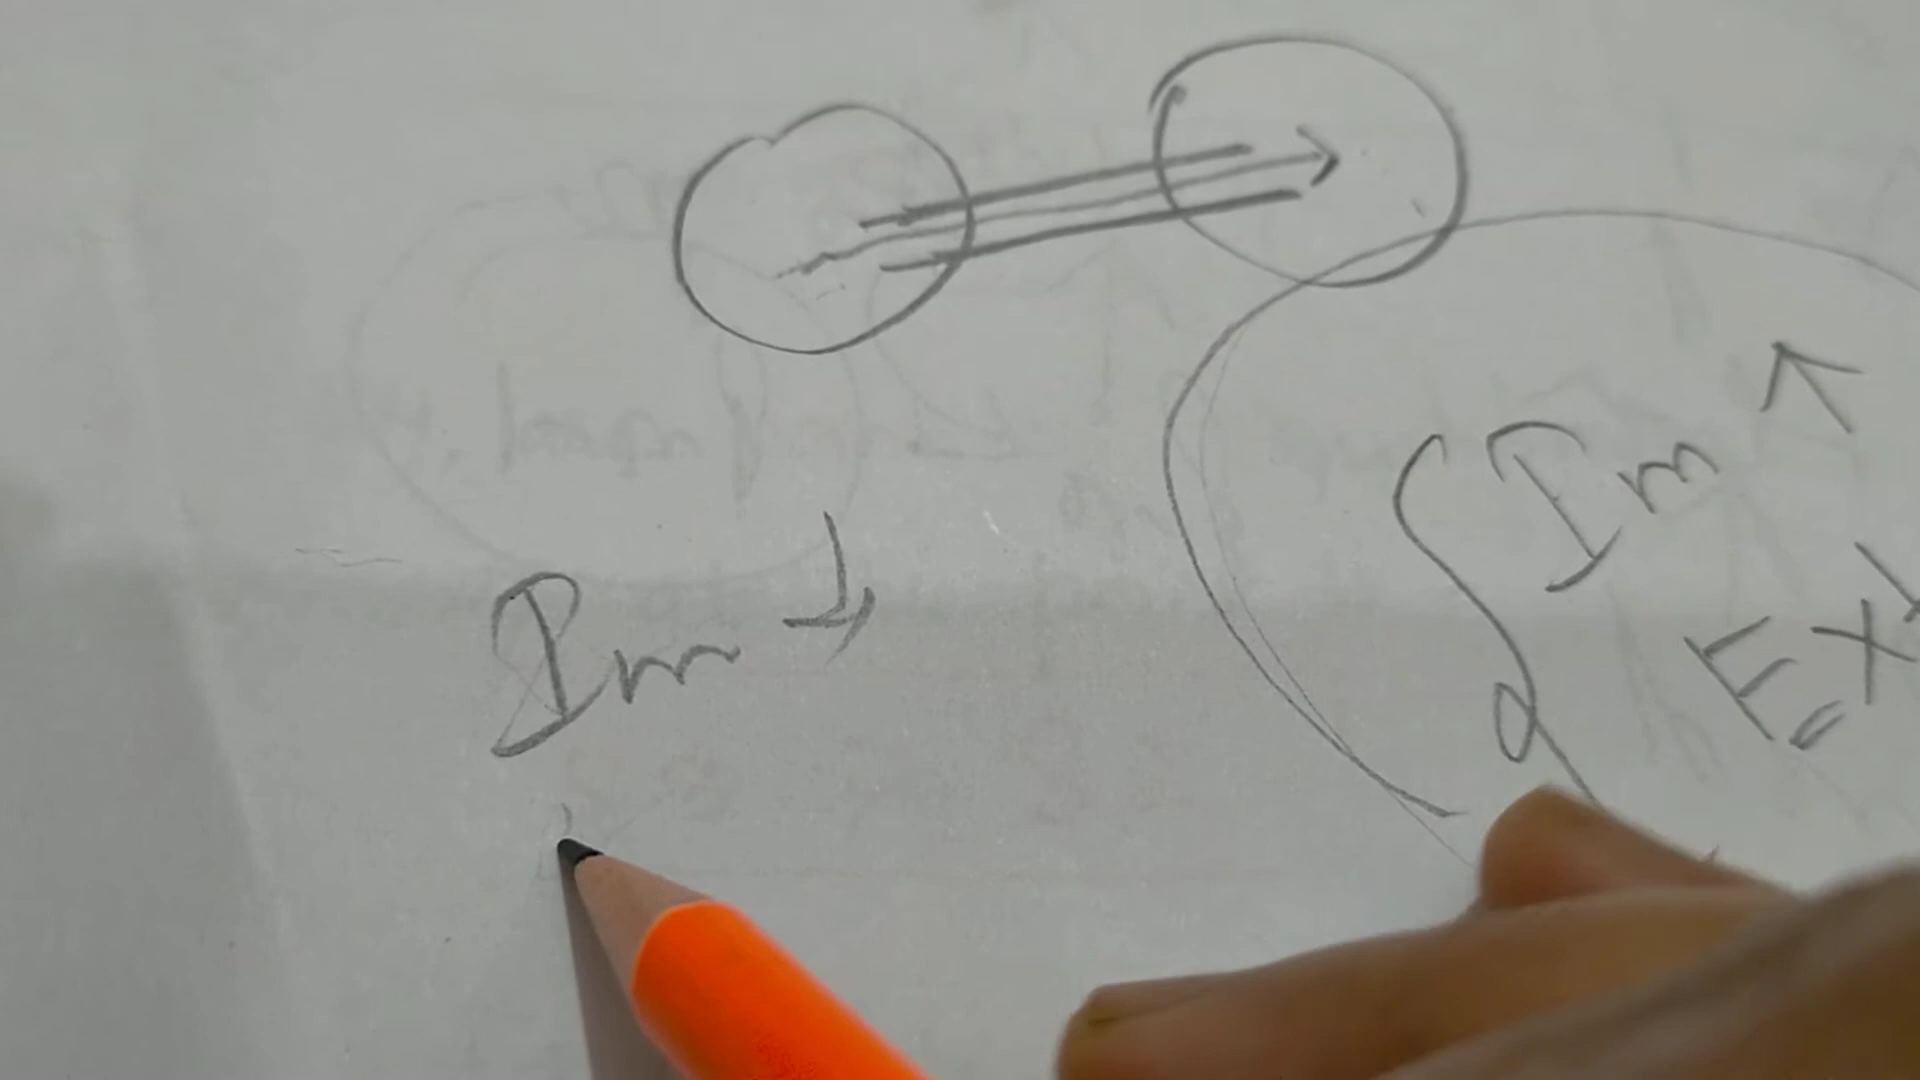 Im ↑
Ex↓
Im ↓